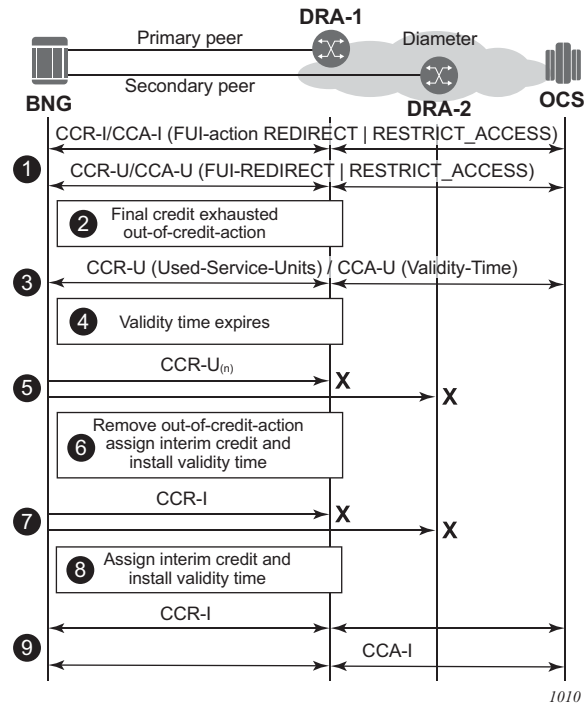 DRA-1
Primary peer
Diameter
Secondary peer
BNG
DRA-2
OCS
CCR-I/CCA-I (FUI-action REDIRECT | RESTRICT_ACCESS)
1
CCR-U/CCA-U (FUI-REDIRECT | RESTRICT_ACCESS)
2
Final credit exhausted
out-of-credit-action
CCR-U (Used-Service-Units) / CCA-U (Validity-Time)
3
4
Validity time expires
CCR-U(n)
X
5
X
6
Remove out-of-credit-action
assign interim credit and
install validity time
CCR-I
X
7
X
8
Assign interim credit and
install validity time
CCR-I
9
CCA-I
1010